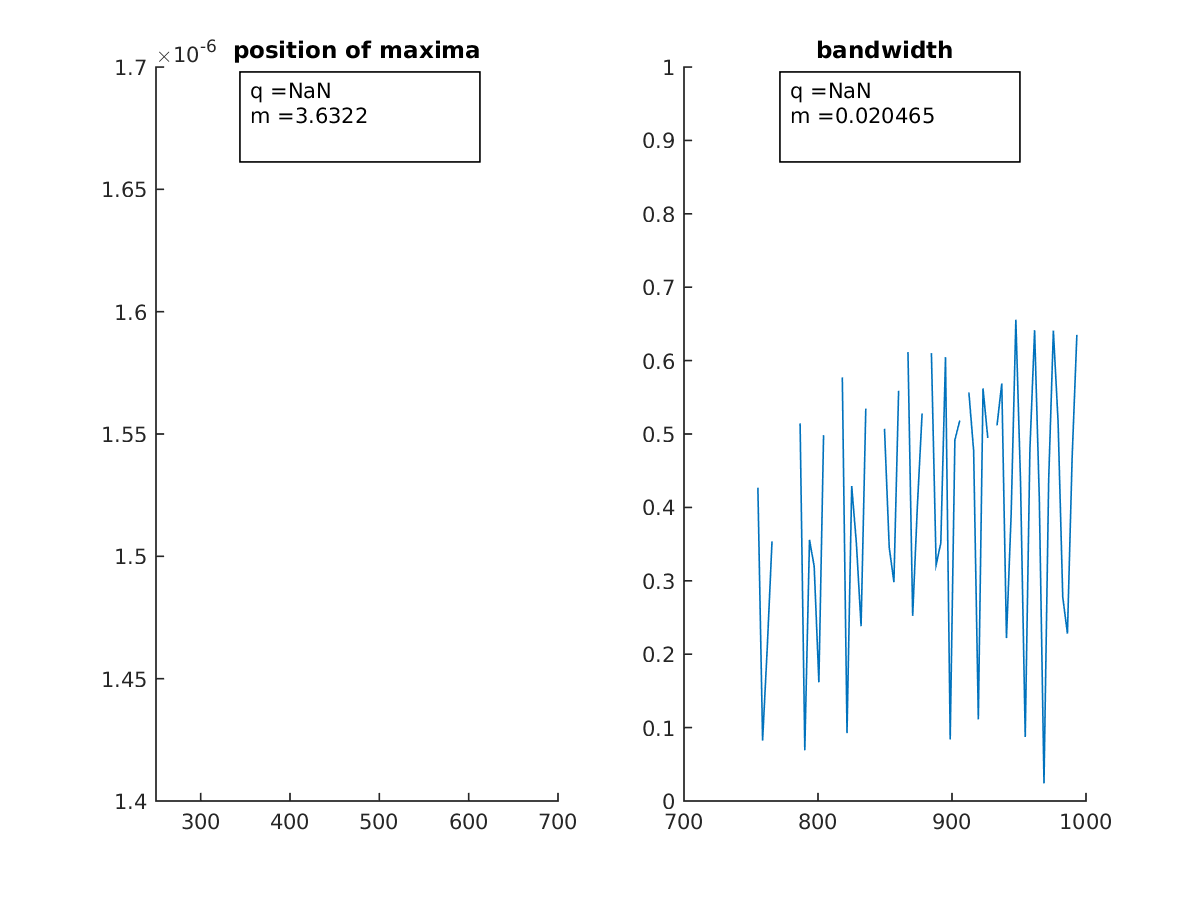 ×10-6
position of maxima
q =NaN
m =3.6322
1.7
1.65
1.6
1.55
1.5
1.45
1.4
300 400 500 600 700
bandwidth
q =NaN
m =0.020465
1
0.9
0.8
0.7
0.6
0.5
0.4
0.3
0.2
0.1
0
700 800 900 1000